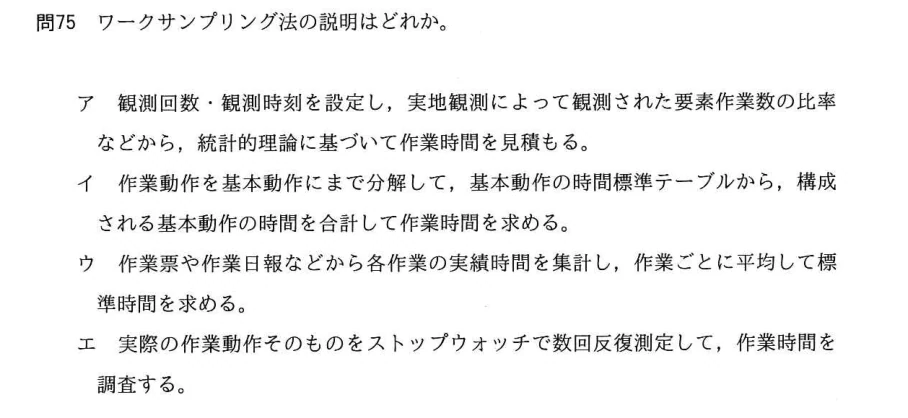 問75 ワークサンプリング法の説明はどれか。
ア 観測回数・観測時刻を設定し，実地観測によって観測された要素作業数の比率
などから，統計的理論に基づいて作業時間を見積もる。
イ 作業動作を基本動作にまで分解して，基本動作の時間標準テーブルから，構成
される基本動作の時間を合計して作業時間を求める。
ウ 作業票や作業日報などから各作業の実績時間を集計し，作業ごとに平均して標
準時間を求める。
エ 実際の作業動作そのものをストップウォッチで数回反復測定して，作業時間を
調査する。